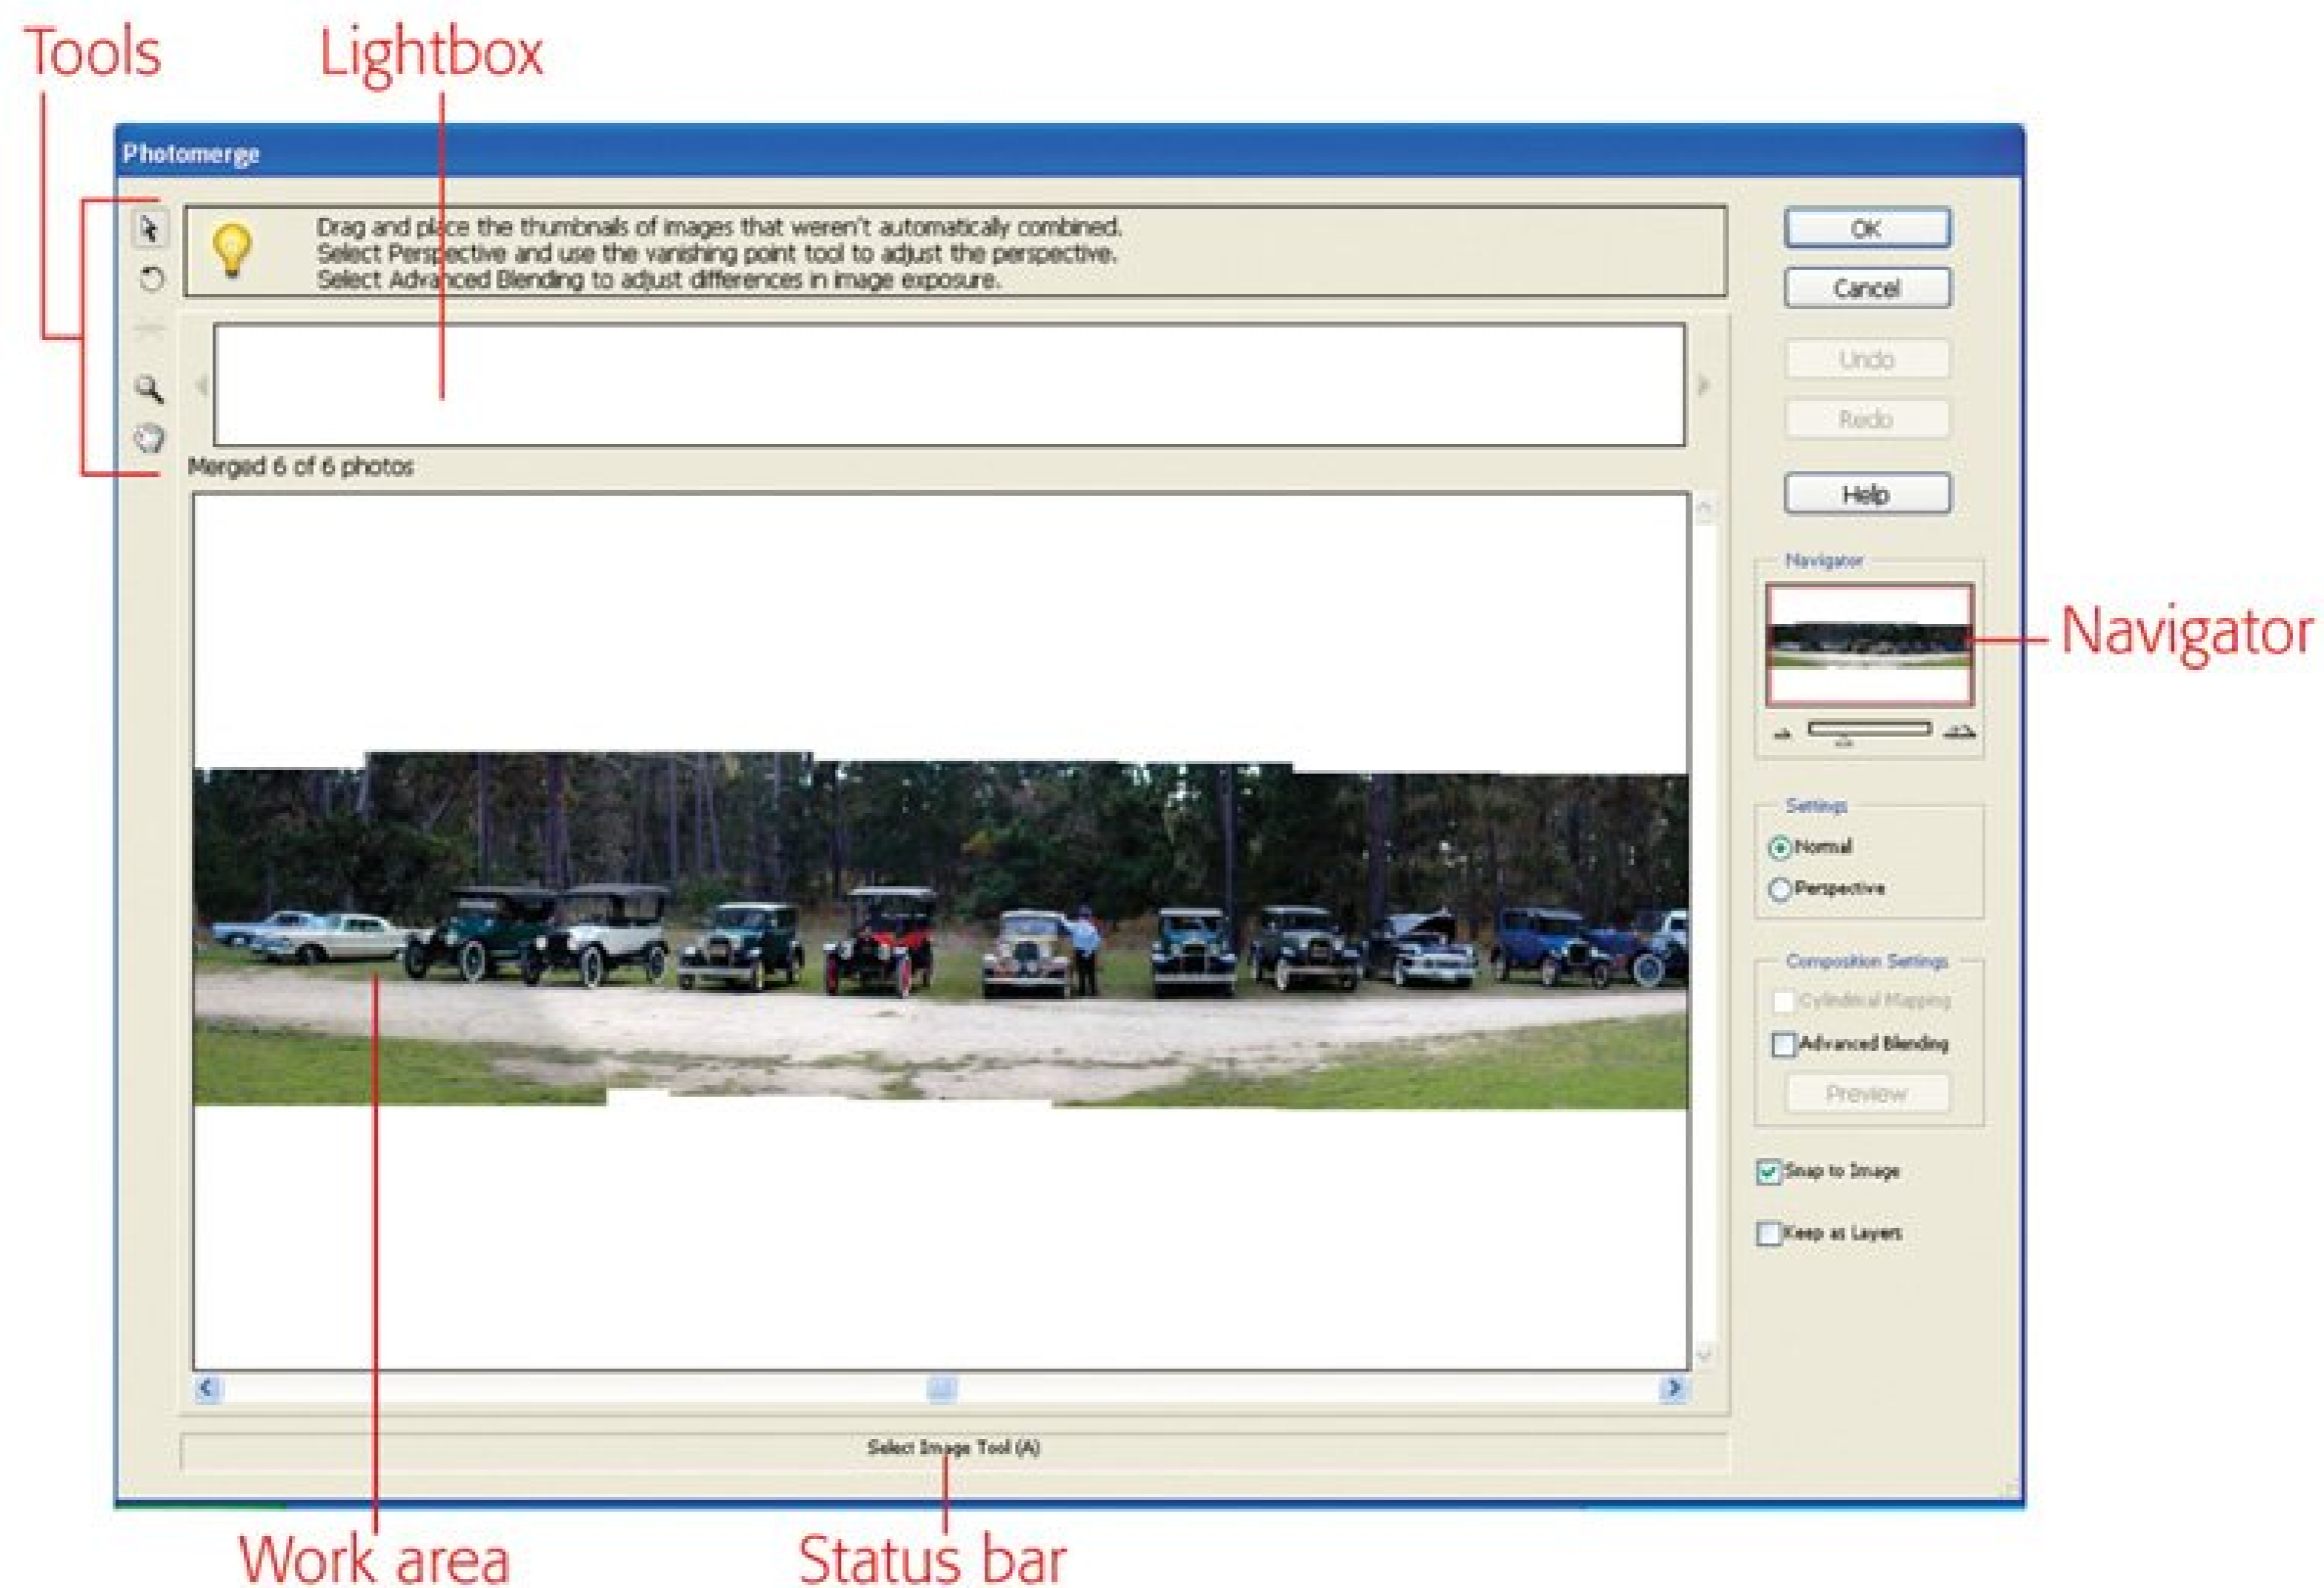 Tools
Lightbox
Photomerge
Drag and place the thumbnails of images that weren't automatically combined.
Select Perspective and use the vanishing point tool to adjust the perspective.
Select Advanced Blending to adjust differences in image exposure.
OK
Cancel
Undo
Redo
Merged 6 of 6 photos
Help
Navigator
Navigator
Settings
Normal
Perspective
Composition Settings
Cylindrical Mapping
Advanced Blending
Preview
Snap to Image
Keep as Layers
Select Image Tool (A)
Work area
Status bar